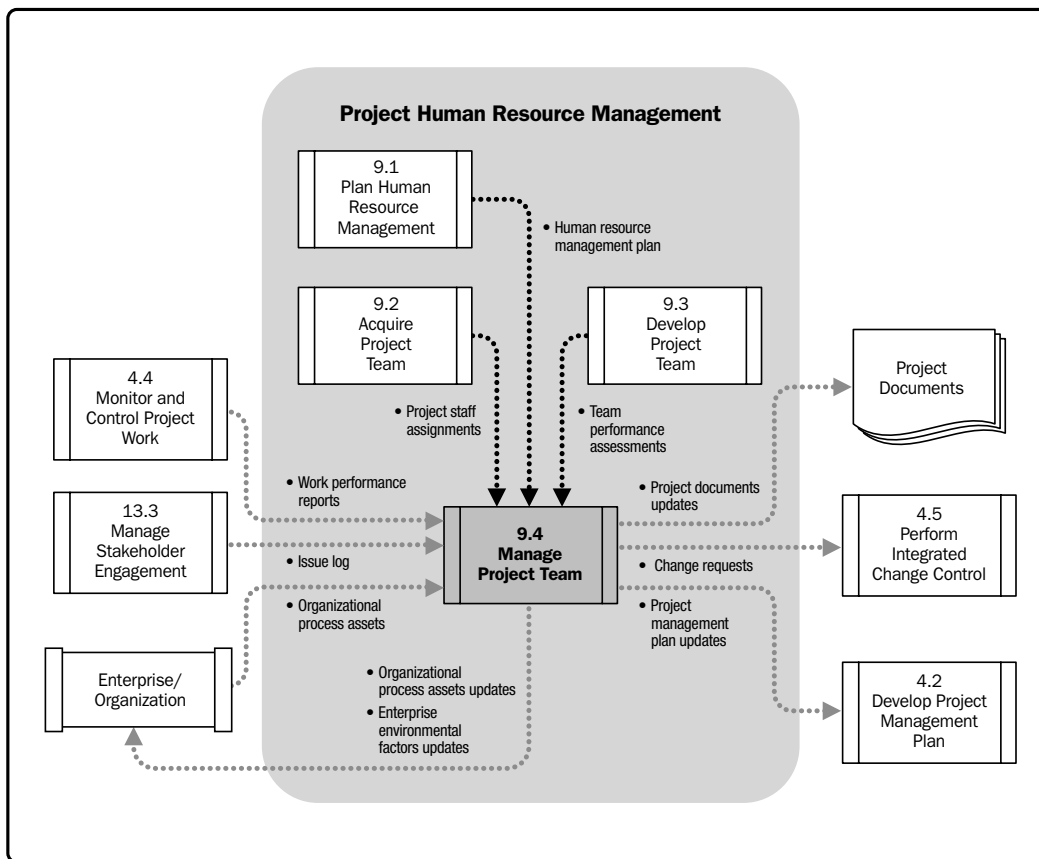 Project Human Resource Management
9.1
Plan Human
Resource
Management
• Human resource
management plan
9.2
Acquire
Project
Team
9.3
Develop
Project
Team
Project
Documents
4.4
Monitor and
Control Project
Work
• Project staff
assignments
• Team
performance
assessments
• Work performance
reports
• Project documents
updates
13.3
Manage
Stakeholder
Engagement
9.4
Manage
Project Team
4.5
Perform
Integrated
Change Control
• Issue log
• Change requests
• Organizational
process assets
• Project
management
plan updates
Enterprise/
Organization
• Organizational
process assets updates
• Enterprise
environmental
factors updates
4.2
Develop Project
Management
Plan